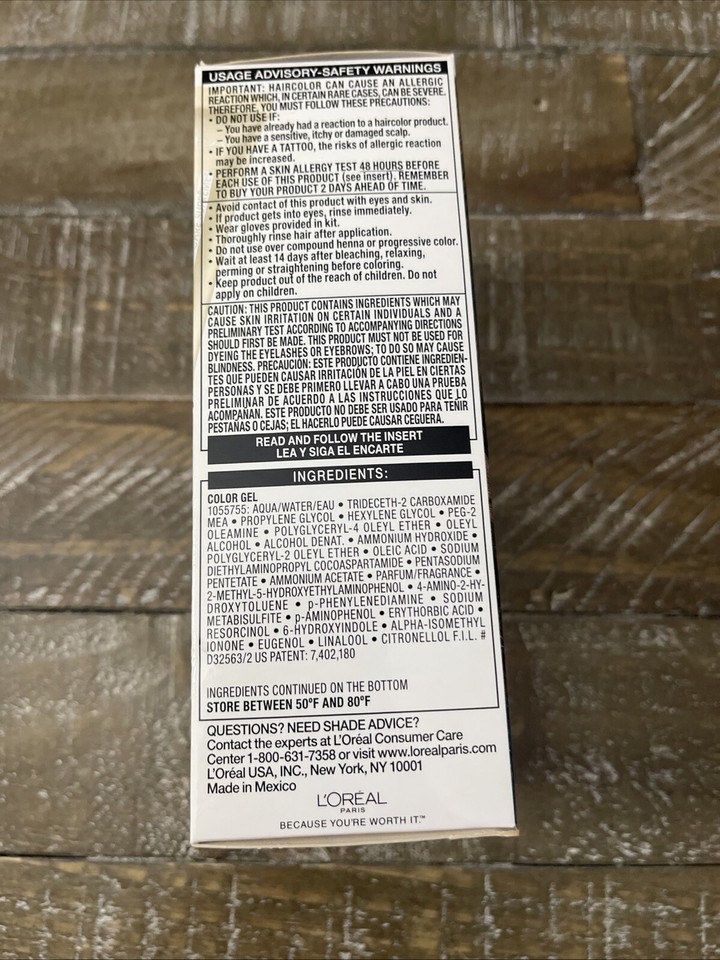 USAGE ADVISORY-SAFETY WARNINGS
IMPORTANT: HAIRCOLOR CAN CAUSE AN ALLERGIC
REACTION WHICH, IN CERTAIN RARE CASES, CAN BE SEVERE.
THEREFORE, YOU MUST FOLLOW THESE PRECAUTIONS:
• DO NOT USE IF:
– You have already had a reaction to a haircolor product.
– You have a sensitive, itchy or damaged scalp.
• IF YOU HAVE A TATTOO, the risks of allergic reaction
may be increased.
• PERFORM A SKIN ALLERGY TEST 48 HOURS BEFORE
EACH USE OF THIS PRODUCT (see insert). REMEMBER
TO BUY YOUR PRODUCT 2 DAYS AHEAD OF TIME.
• Avoid contact of this product with eyes and skin.
• If product gets into eyes, rinse immediately.
• Wear gloves provided in kit.
• Thoroughly rinse hair after application.
• Do not use over compound henna or progressive color.
• Wait at least 14 days after bleaching, relaxing,
perming or straightening before coloring.
• Keep product out of the reach of children. Do not
apply on children.
CAUTION: THIS PRODUCT CONTAINS INGREDIENTS WHICH MAY
CAUSE SKIN IRRITATION ON CERTAIN INDIVIDUALS AND A
PRELIMINARY TEST ACCORDING TO ACCOMPANYING DIRECTIONS
SHOULD FIRST BE MADE. THIS PRODUCT MUST NOT BE USED FOR
DYEING THE EYELASHES OR EYEBROWS; TO DO SO MAY CAUSE
BLINDNESS. PRECAUCIÓN: ESTE PRODUCTO CONTIENE INGREDIEN-
TES QUE PUEDEN CAUSAR IRRITACIÓN DE LA PIEL EN CIERTAS
PERSONAS Y SE DEBE PRIMERO LLEVAR A CABO UNA PRUEBA
PRELIMINAR DE ACUERDO A LAS INSTRUCCIONES QUE LO
ACOMPAÑAN. ESTE PRODUCTO NO DEBE SER USADO PARA TEÑIR
PESTAÑAS O CEJAS; EL HACERLO PUEDE CAUSAR CEGUERA.
READ AND FOLLOW THE INSERT
LEA Y SIGA EL ENCARTE
INGREDIENTS:
COLOR GEL
1055755: AQUA/WATER/EAU • TRIDECETH-2 CARBOXAMIDE
MEA • PROPYLENE GLYCOL • HEXYLENE GLYCOL • PEG-2
OLEAMINE • POLYGLYCERYL-4 OLEYL ETHER • OLEYL
ALCOHOL • ALCOHOL DENAT. • AMMONIUM HYDROXIDE •
POLYGLYCERYL-2 OLEYL ETHER • OLEIC ACID • SODIUM
DIETHYLAMINOPROPYL COCOASPARTAMIDE • PENTASODIUM
PENTETATE • AMMONIUM ACETATE • PARFUM/FRAGRANCE •
2-METHYL-5-HYDROXYETHYLAMINOPHENOL • 4-AMINO-2-HY-
DROXYTOLUENE • p-PHENYLENEDIAMINE • SODIUM
METABISULFITE • p-AMINOPHENOL • ERYTHORBIC ACID •
RESORCINOL • 6-HYDROXYINDOLE • ALPHA-ISOMETHYL
IONONE • EUGENOL • LINALOOL • CITRONELLOL F.I.L. #
D32563/2 US PATENT: 7,402,180
INGREDIENTS CONTINUED ON THE BOTTOM
STORE BETWEEN 50°F AND 80°F
QUESTIONS? NEED SHADE ADVICE?
Contact the experts at L'Oréal Consumer Care
Center 1-800-631-7358 or visit www.lorealparis.com
L'Oréal USA, INC., New York, NY 10001
Made in Mexico
L'ORÉAL
PARIS
BECAUSE YOU'RE WORTH IT.™